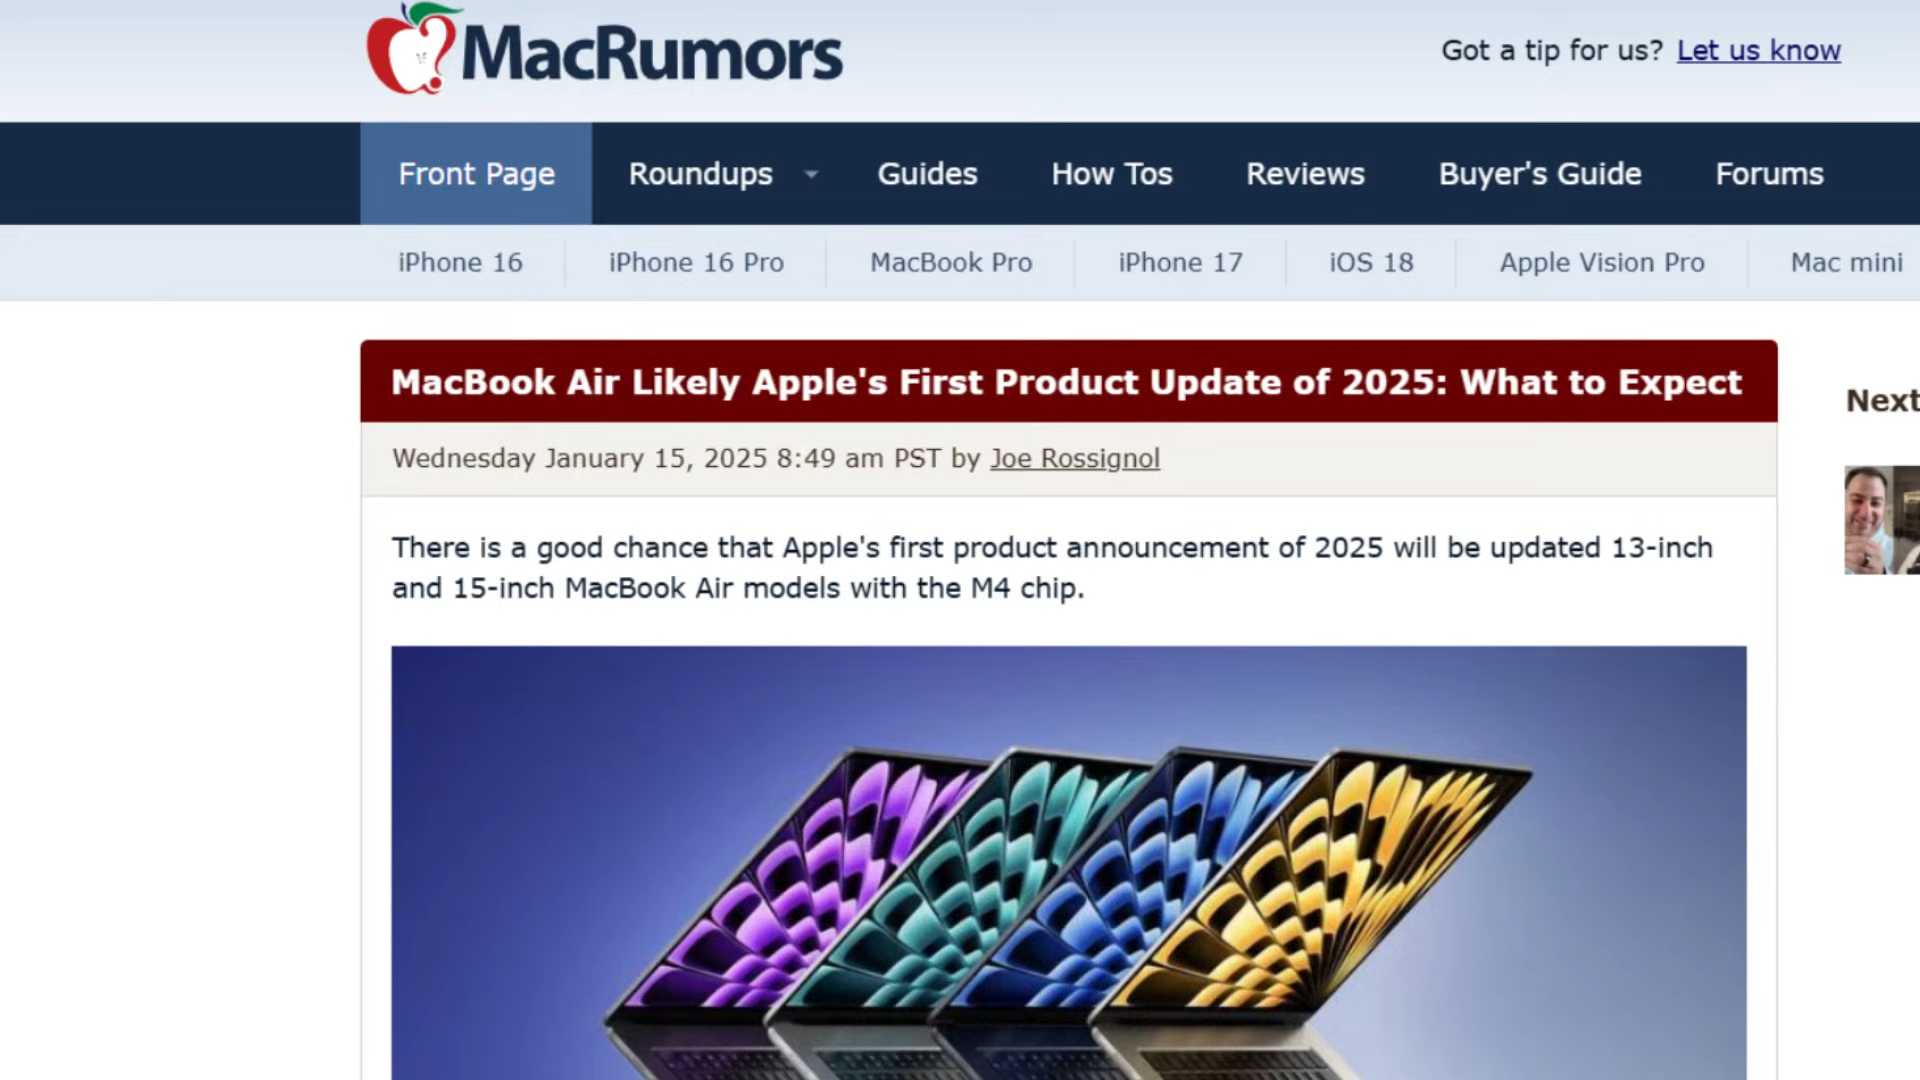 MacRumors
Got a tip for us? Let us know
Front Page Roundups Guides How Tos Reviews Buyer's Guide Forums
iPhone 16 iPhone 16 Pro MacBook Pro iPhone 17 iOS 18 Apple Vision Pro Mac mini
MacBook Air Likely Apple's First Product Update of 2025: What to Expect
Wednesday January 15, 2025 8:49 am PST by Joe Rossignol
There is a good chance that Apple's first product announcement of 2025 will be updated 13-inch
and 15-inch MacBook Air models with the M4 chip.
Next